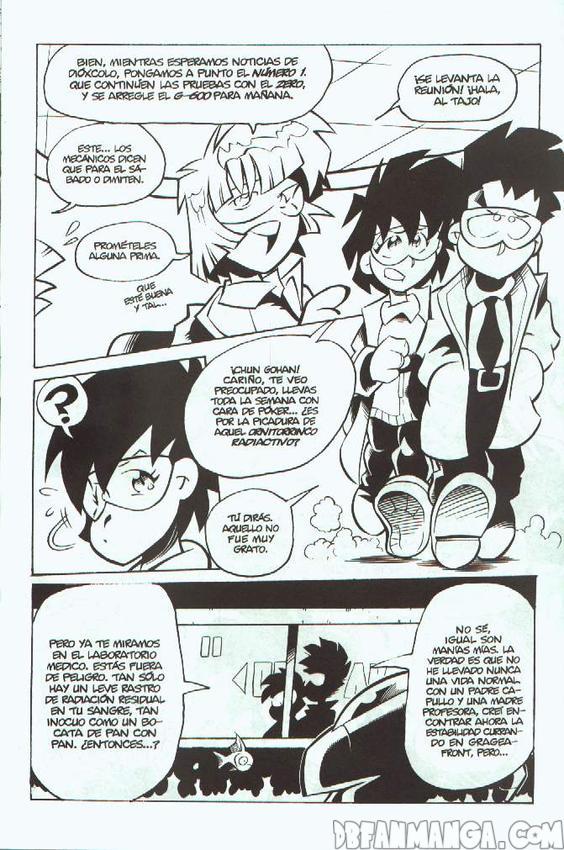 BIEN, MIENTRAS ESPERAMOS NOTICIAS DE
DIÓXCOLO, PONGAMOS A PUNTO EL NÚMERO 1.
QUE CONTINÚEN LAS PRUEBAS CON EL ZERO,
Y SE ARREGLE EL G-600 PARA MAÑANA.
¡SE LEVANTA LA
REUNIÓN! ¡HALA,
AL TAJO!
ESTE... LOS
MECÁNICOS DICEN
QUE PARA EL SÁ-
BADO O DIMITEN.
PROMÉTELES
ALGUNA PRIMA.
QUE
ESTÉ BUENA
Y TAL...
¡CHUN GOHAN!
CARIÑO, TE VEO
PREOCUPADO, LLEVAS
TODA LA SEMANA CON
CARA DE PÓKER... ¿ES
POR LA PICADURA DE
AQUEL ORNITORRINCO
RADIACTIVO?
?
TÚ DIRÁS.
AQUELLO NO
FUE MUY
GRATO.
PERO YA TE MIRAMOS
EN EL LABORATORIO
MEDICO. ESTÁS FUERA
DE PELIGRO. TAN SÓLO
HAY UN LEVE RASTRO
DE RADIACIÓN RESIDUAL
EN TU SANGRE, TAN
INOCUO COMO UN BO-
CATA DE PAN CON
PAN. ¿ENTONCES...?
NO SÉ,
IGUAL SON
MANÍAS MÍAS. LA
VERDAD ES QUE NO
HE LLEVADO NUNCA
UNA VIDA NORMAL
CON UN PADRE CA-
PULLO Y UNA MADRE
PROFESORA, CREÍ EN-
CONTRAR AHORA LA
ESTABILIDAD CURRAN-
DO EN GRAGEA-
FRONT, PERO...
DBFANMANGA.COM